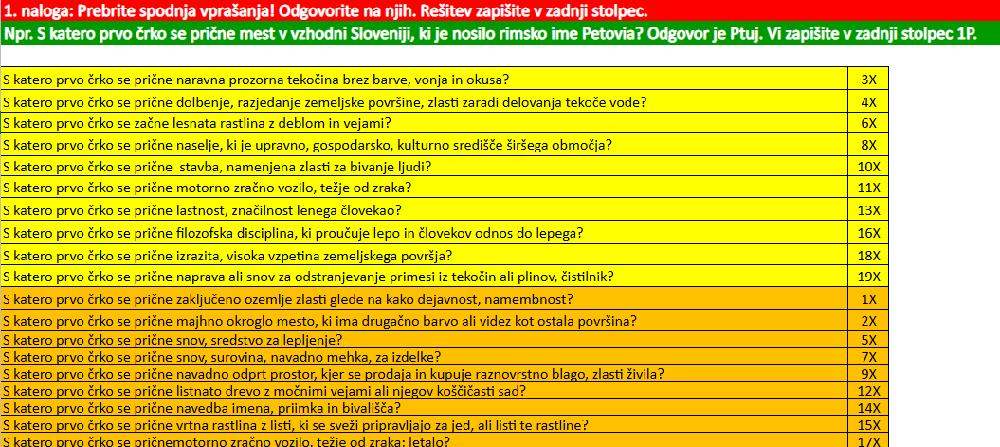 1. naloga: Prebrite spodnja vprašanja! Odgovorite na njih. Rešitev zapišite v zadnji stolpec.
Npr. S katero prvo črko se prične mest v vzhodni Sloveniji, ki je nosilo rimsko ime Petovia? Odgovor je Ptuj. Vi zapišite v zadnji stolpec 1P.
S katero prvo črko se prične naravna prozorna tekočina brez barve, vonja in okusa? 3X
S katero prvo črko se prične dolbenje, razjedanje zemeljske površine, zlasti zaradi delovanja tekoče vode? 4X
S katero prvo črko se začne lesnata rastlina z deblom in vejami? 6X
S katero prvo črko se prične naselje, ki je upravno, gospodarsko, kulturno središče širšega območja? 8X
S katero prvo črko se prične  stavba, namenjena zlasti za bivanje ljudi? 10X
S katero prvo črko se prične motorno zračno vozilo, težje od zraka? 11X
S katero prvo črko se prične lastnost, značilnost lenega človekao? 13X
S katero prvo črko se prične filozofska disciplina, ki proučuje lepo in človekov odnos do lepega? 16X
S katero prvo črko se prične izrazita, visoka vzpetina zemeljskega površja? 18X
S katero prvo črko se prične naprava ali snov za odstranjevanje primesi iz tekočin ali plinov, čistilnik? 19X
S katero prvo črko se prične zaključeno ozemlje zlasti glede na kako dejavnost, namembnost? 1X
S katero prvo črko se prične majhno okroglo mesto, ki ima drugačno barvo ali videz kot ostala površina? 2X
S katero prvo črko se prične snov, sredstvo za lepljenje? 5X
S katero prvo črko se prične snov, surovina, navadno mehka, za izdelke? 7X
S katero prvo črko se prične navadno odprt prostor, kjer se prodaja in kupuje raznovrstno blago, zlasti živila? 9X
S katero prvo črko se prične listnato drevo z močnimi vejami ali njegov koščičasti sad? 12X
S katero prvo črko se prične navedba imena, priimka in bivališča? 14X
S katero prvo črko se prične vrtna rastlina z listi, ki se sveži pripravljajo za jed, ali listi te rastline? 15X
S katero prvo črko se pričnemotorno zračno vozilo, težje od zraka; letalo? 17X